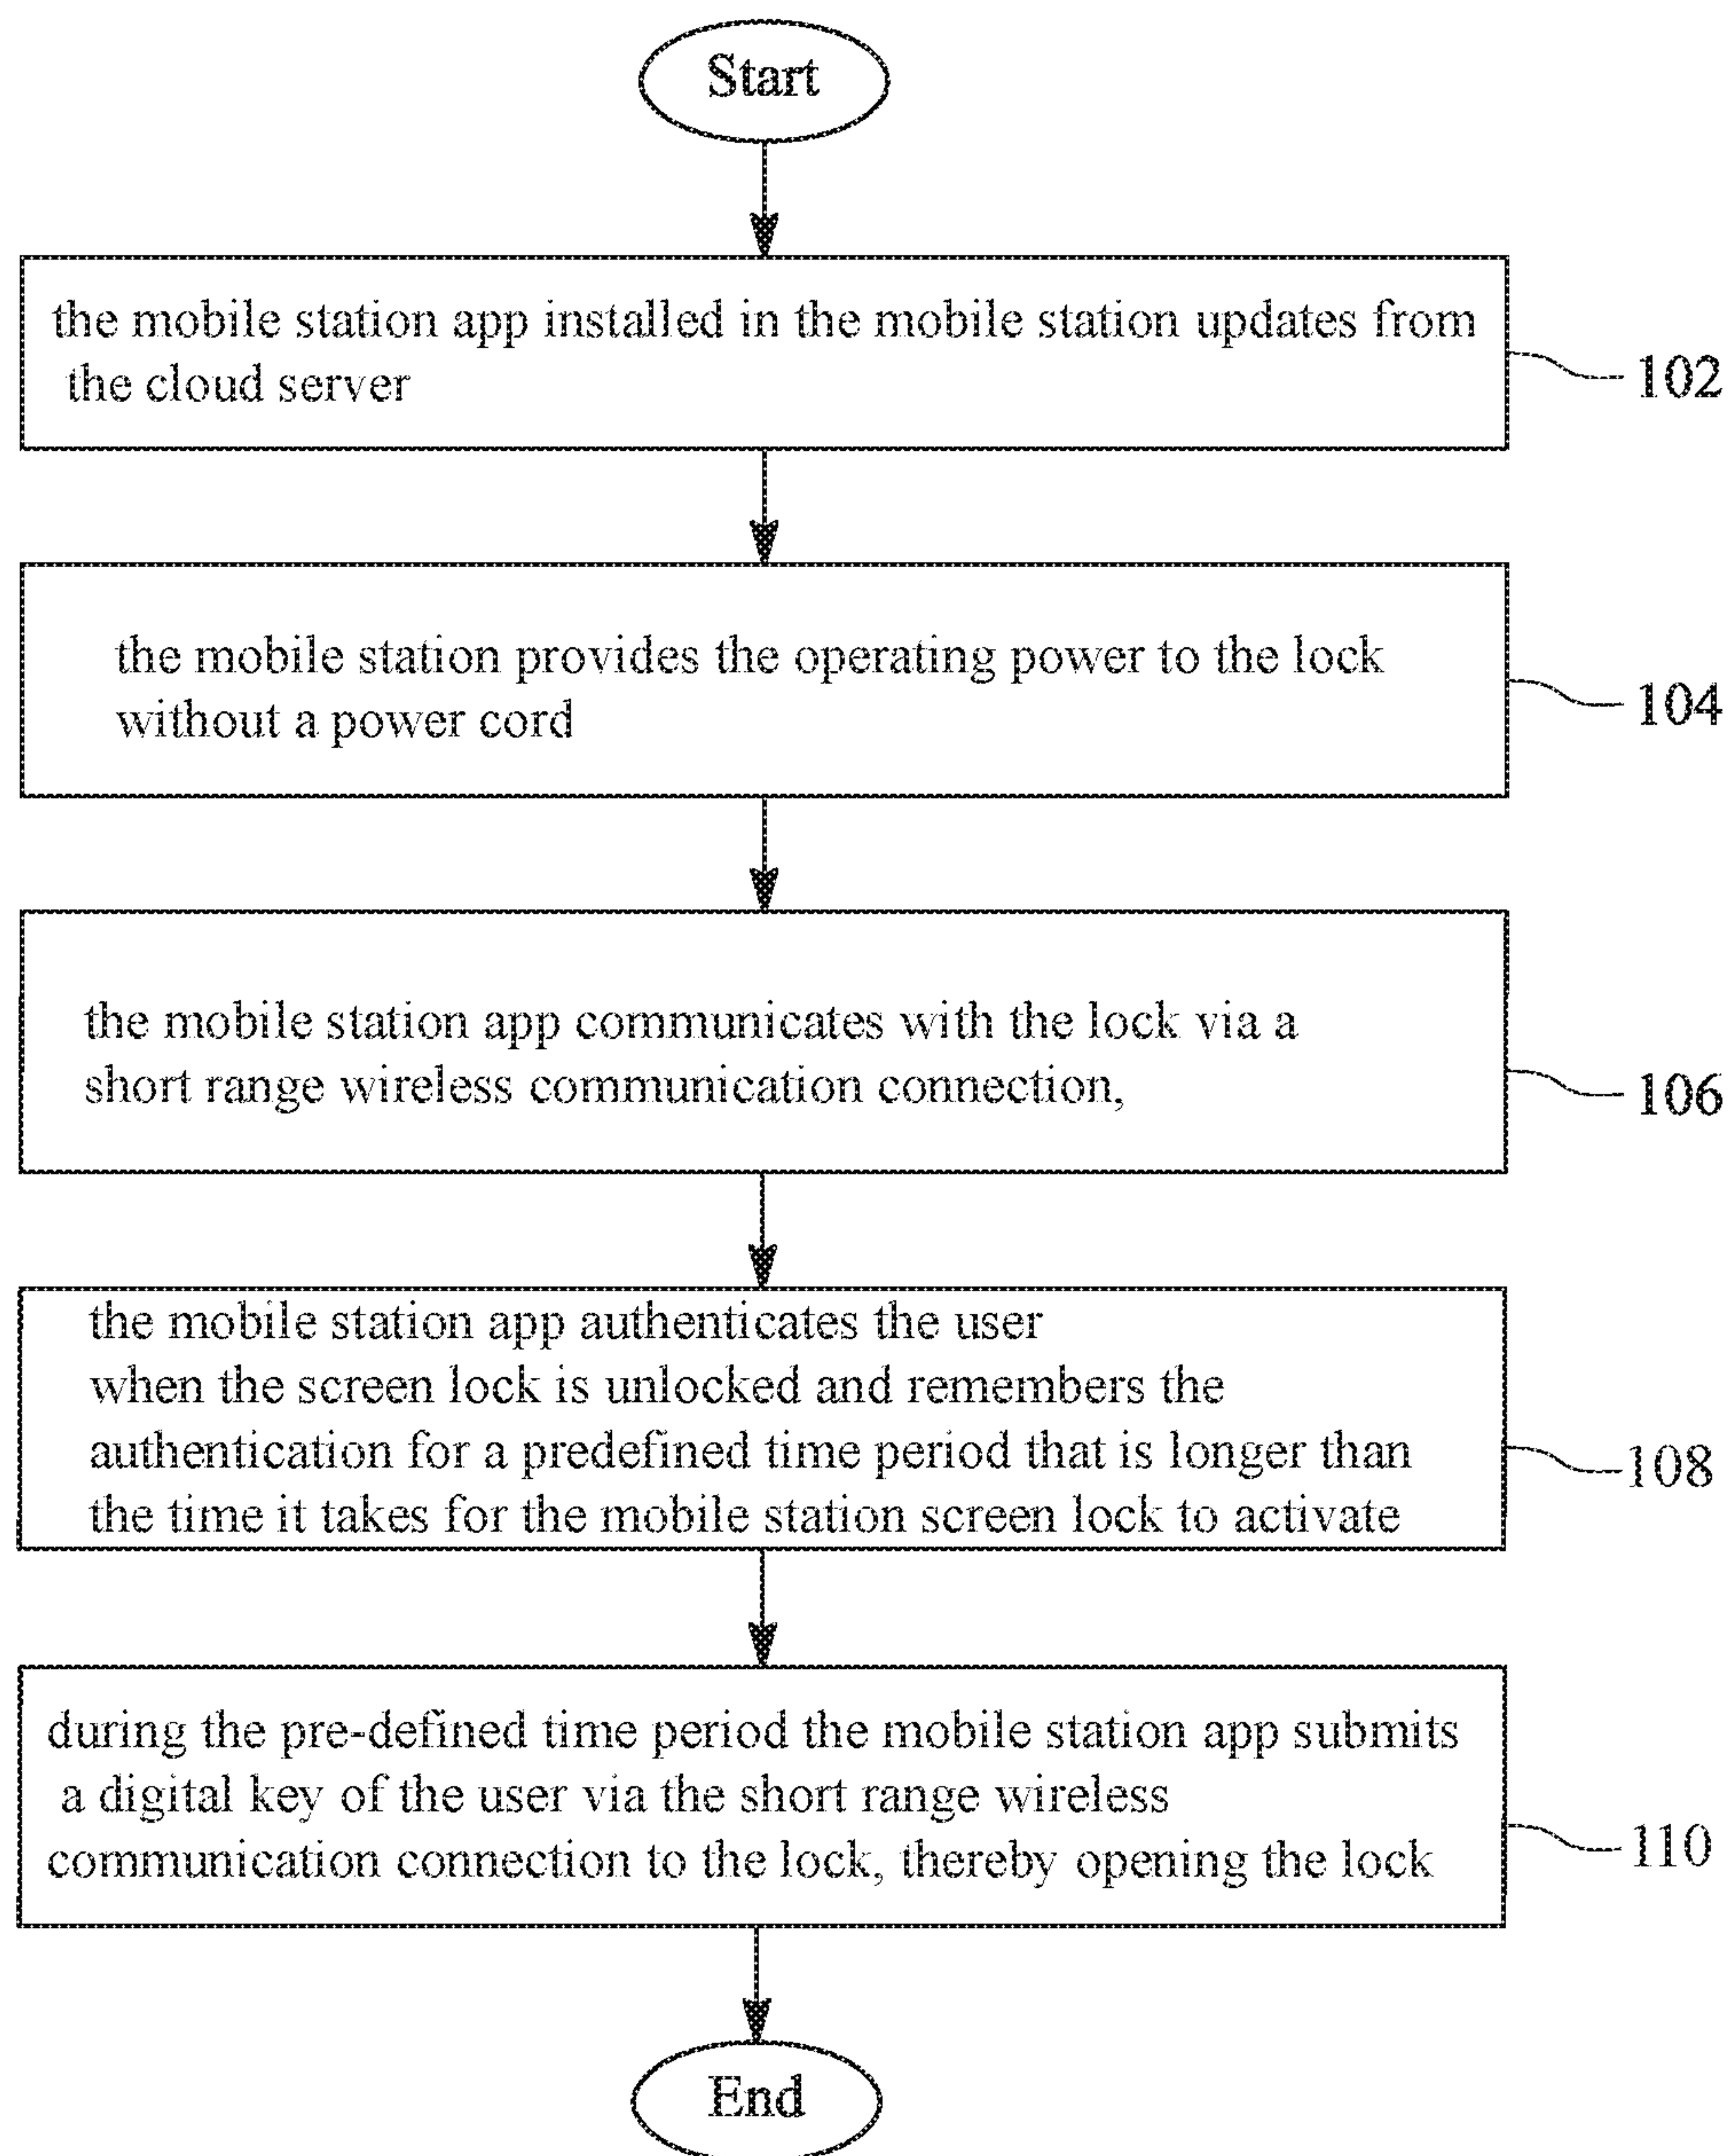 Start
the mobile station app installed in the mobile station updates from
the cloud server
102
the mobile station provides the operating power to the lock
without a power cord
104
the mobile station app communicates with the lock via a
short range wireless communication connection,
106
the mobile station app authenticates the user
when the screen lock is unlocked and remembers the
authentication for a predefined time period that is longer than
the time it takes for the mobile station screen lock to activate
108
during the pre-defined time period the mobile station app submits
a digital key of the user via the short range wireless
communication connection to the lock, thereby opening the lock
110
End